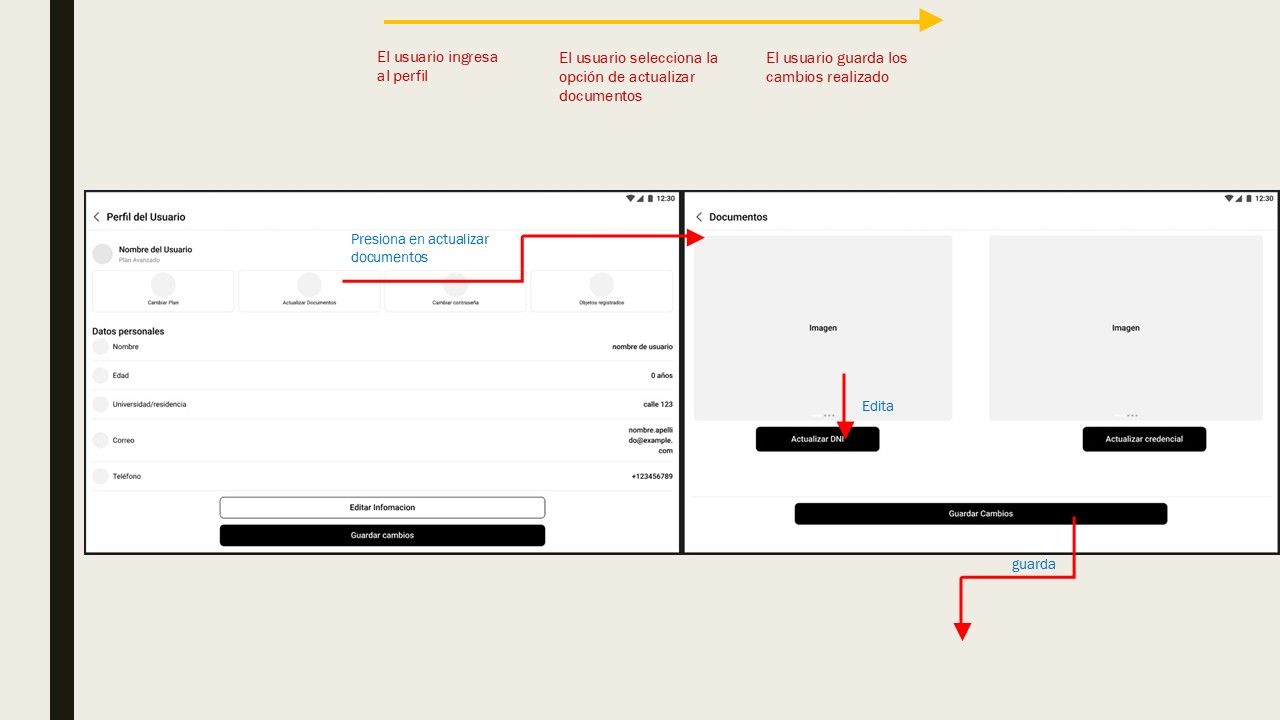 El usuario ingresa
al perfil
El usuario selecciona la
opción de actualizar
documentos
El usuario guarda los
cambios realizado
12:30
Perfil del Usuario
Nombre del Usuario
Plan Avanzado
Presiona en actualizar
documentos
Cambiar Plan
Actualizar Documentos
Cambiar contraseña
Objetos registrados
Datos personales
Nombre
nombre de usuario
Edad
0 años
Universidad/residencia
calle 123
Correo
nombre.apelli
do@example.
com
Teléfono
+123456789
Editar Infomacion
Guardar cambios
12:30
Documentos
Imagen
Imagen
Edita
Actualizar DNI
Actualizar credencial
Guardar Cambios
guarda